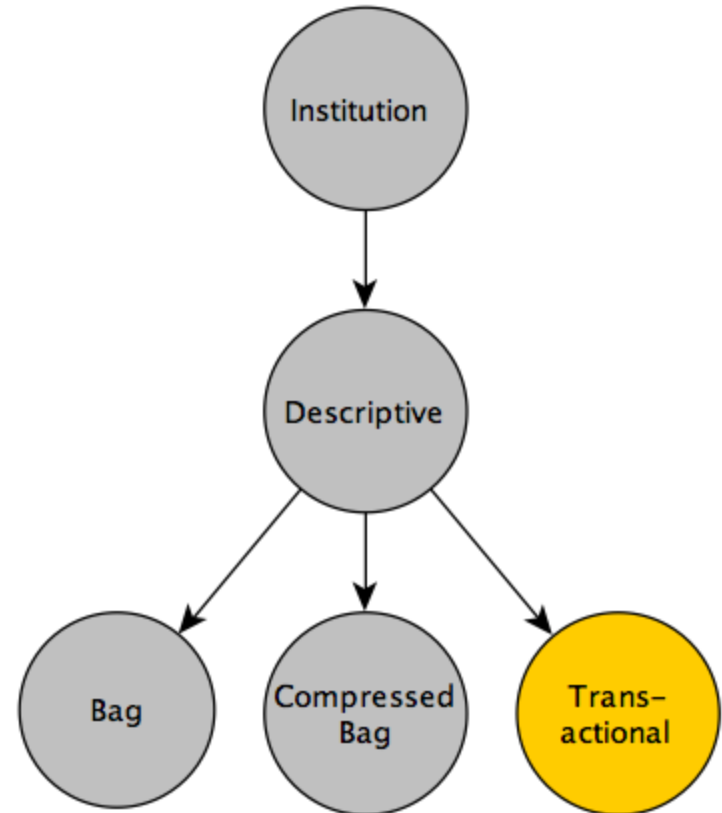 Institution
Descriptive
Bag
Compressed
Bag
Trans-
actional